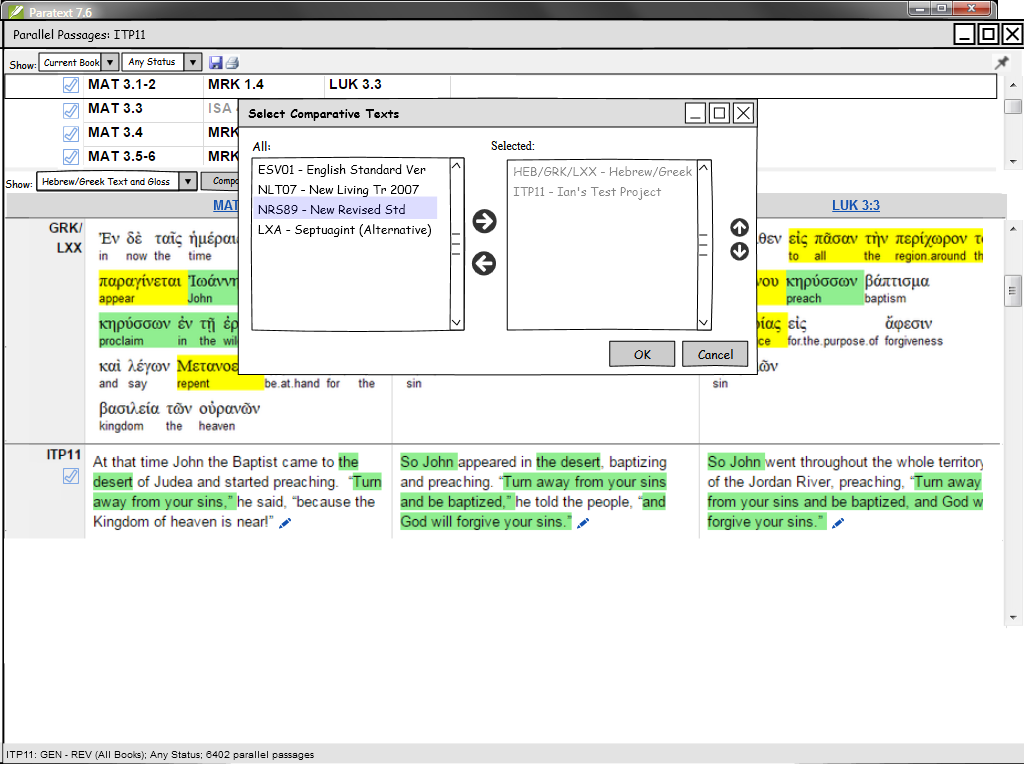 Paratext 7.6
Parallel Passages: ITP11
Show: Current Book Any Status
MAT 3.1-2 MRK 1.4 LUK 3.3
MAT 3.3 ISA
MAT 3.4 MRK
MAT 3.5-6 MRK
Show: Hebrew/Greek Text and Gloss Compa
Select Comparative Texts
All:
ESV01 - English Standard Ver
NLT07 - New Living Tr 2007
NRS89 - New Revised Std
LXA - Septuagint (Alternative)
Selected:
HEB/GRK/LXX - Hebrew/Greek
ITP11 - Ian's Test Project
OK Cancel
MAT LUK 3:3
GRK/
LXX
Ἐν δὲ ταῖς ἡμέραι
in now the time
παραγίνεται Ἰωάννη
appear John
κηρύσσων ἐν τῇ ἐρ
proclaim in the wil
καὶ λέγων Μετανοε
and say repent be.at.hand for the
βασιλεία τῶν οὐρανῶν
kingdom the heaven
sin
θεν εἰς πᾶσαν τὴν περίχωρον τ
to all the region.around th
νου κηρύσσων βάπτισμα
preach baptism
ίας εἰς ἄφεσιν
ce for.the.purpose.of forgiveness
ῶν
sin
ITP11
At that time John the Baptist came to the
desert of Judea and started preaching. “Turn
away from your sins,” he said, “because the
Kingdom of heaven is near!”
So John appeared in the desert, baptizing
and preaching. “Turn away from your sins
and be baptized,” he told the people, “and
God will forgive your sins.”
So John went throughout the whole territory
of the Jordan River, preaching, “Turn away
from your sins and be baptized, and God w
forgive your sins.”
ITP11: GEN - REV (All Books); Any Status; 6402 parallel passages